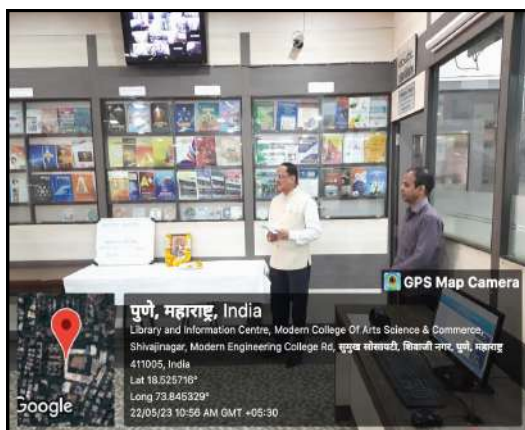 GPS Map Camera
पुणे, महाराष्ट्र, India
Library and Information Centre, Modern College Of Arts Science & Commerce,
Shivajinagar, Modern Engineering College Rd, सुमुख सोसायटी, शिवाजी नगर, पुणे, महाराष्ट्र
411005, India
Lat 18.525716°
Long 73.845329°
22/05/23 10:56 AM GMT +05:30
Google